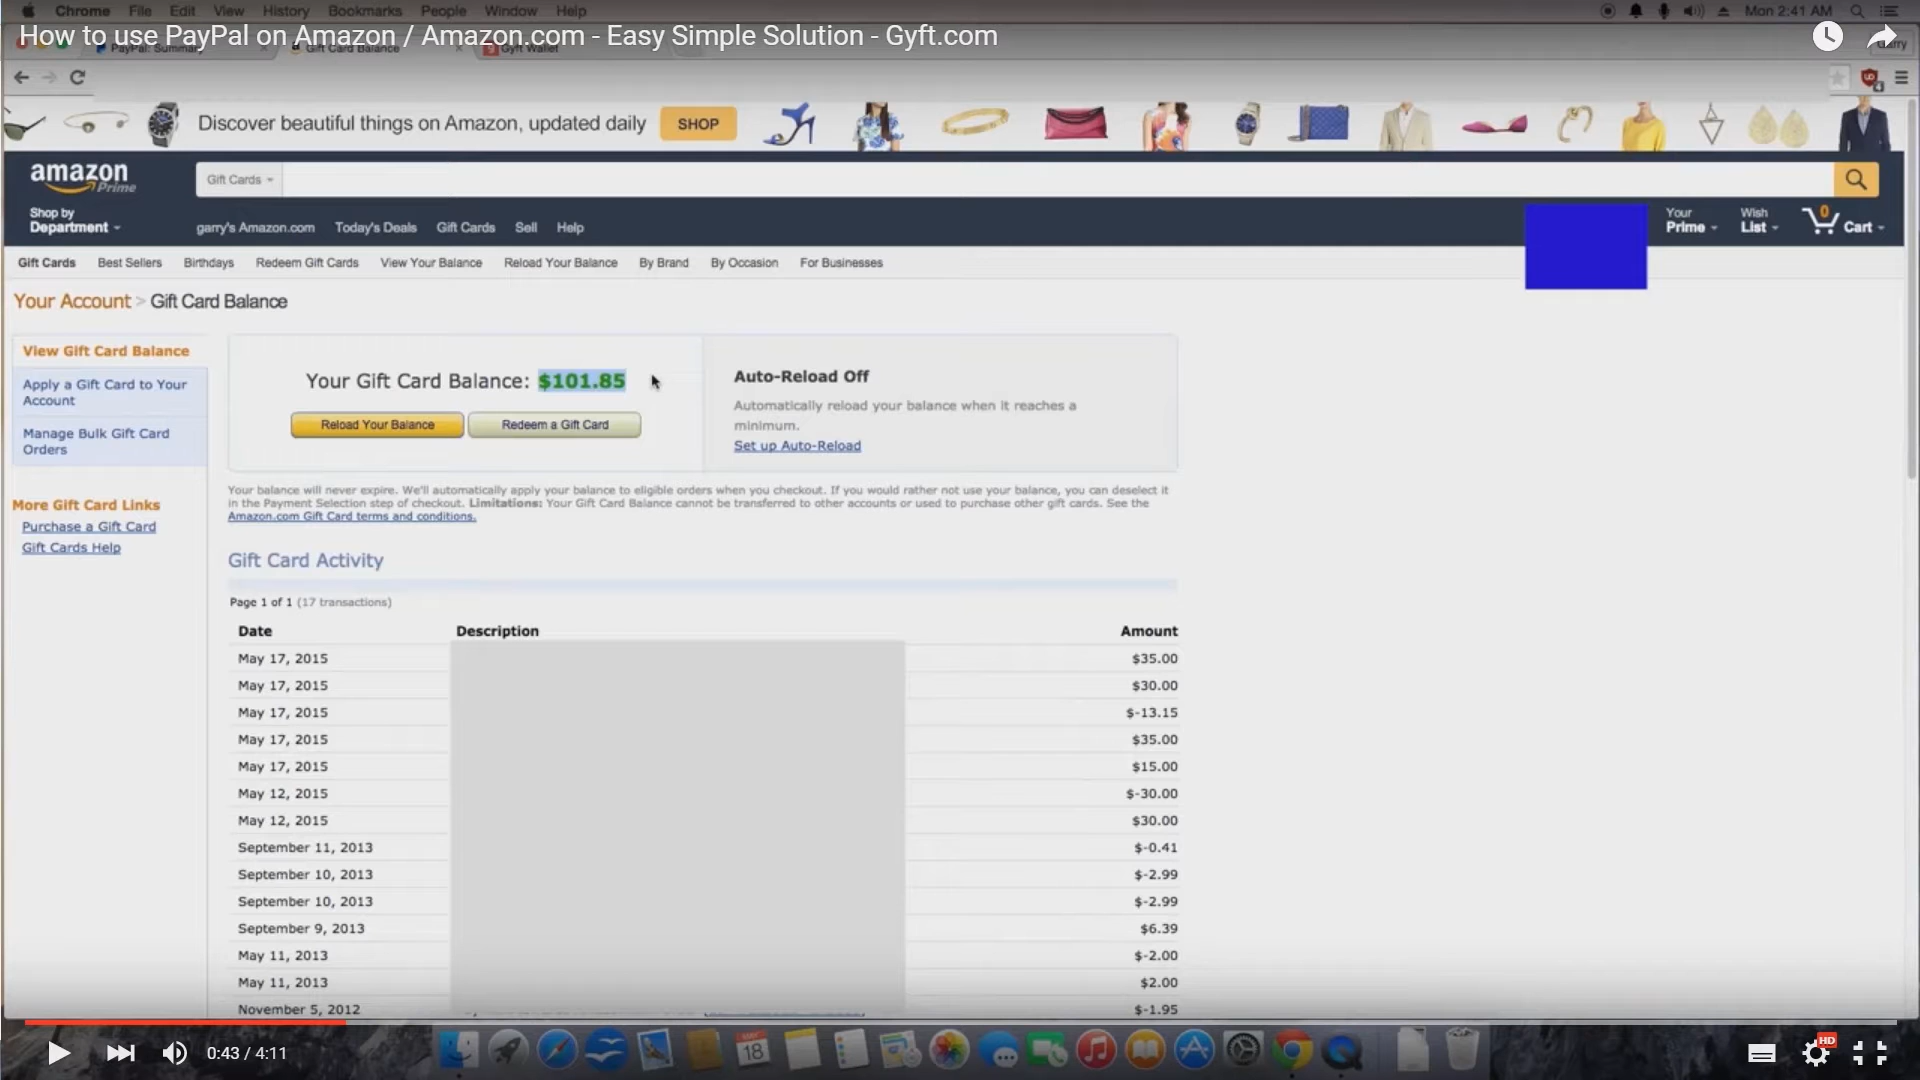 Chrome File Edit View History Bookmarks People Window Help Mon 2:41 AM
How to use PayPal on Amazon / Amazon.com - Easy Simple Solution - Gyft.com
PayPal: Summary Gift Card Balance Gyft Wallet
Discover beautiful things on Amazon, updated daily SHOP
amazon Prime
Gift Cards
Shop by
Department
garry's Amazon.com Today's Deals Gift Cards Sell Help
Your
Prime
Wish
List
0
Cart
Gift Cards Best Sellers Birthdays Redeem Gift Cards View Your Balance Reload Your Balance By Brand By Occasion For Businesses
Your Account > Gift Card Balance
View Gift Card Balance
Apply a Gift Card to Your
Account
Manage Bulk Gift Card
Orders
More Gift Card Links
Purchase a Gift Card
Gift Cards Help
Your Gift Card Balance: $101.85
Reload Your Balance Redeem a Gift Card
Auto-Reload Off
Automatically reload your balance when it reaches a
minimum.
Set up Auto-Reload
Your balance will never expire. We'll automatically apply your balance to eligible orders when you checkout. If you would rather not use your balance, you can deselect it
in the Payment Selection step of checkout. Limitations: Your Gift Card Balance cannot be transferred to other accounts or used to purchase other gift cards. See the
Amazon.com Gift Card terms and conditions.
Gift Card Activity
Page 1 of 1 (17 transactions)
Date Description Amount
May 17, 2015 $35.00
May 17, 2015 $30.00
May 17, 2015 $-13.15
May 17, 2015 $35.00
May 17, 2015 $15.00
May 12, 2015 $-30.00
May 12, 2015 $30.00
September 11, 2013 $-0.41
September 10, 2013 $-2.99
September 10, 2013 $-2.99
September 9, 2013 $6.39
May 11, 2013 $-2.00
May 11, 2013 $2.00
November 5, 2012 $-1.95
18
0:43 / 4:11
HD